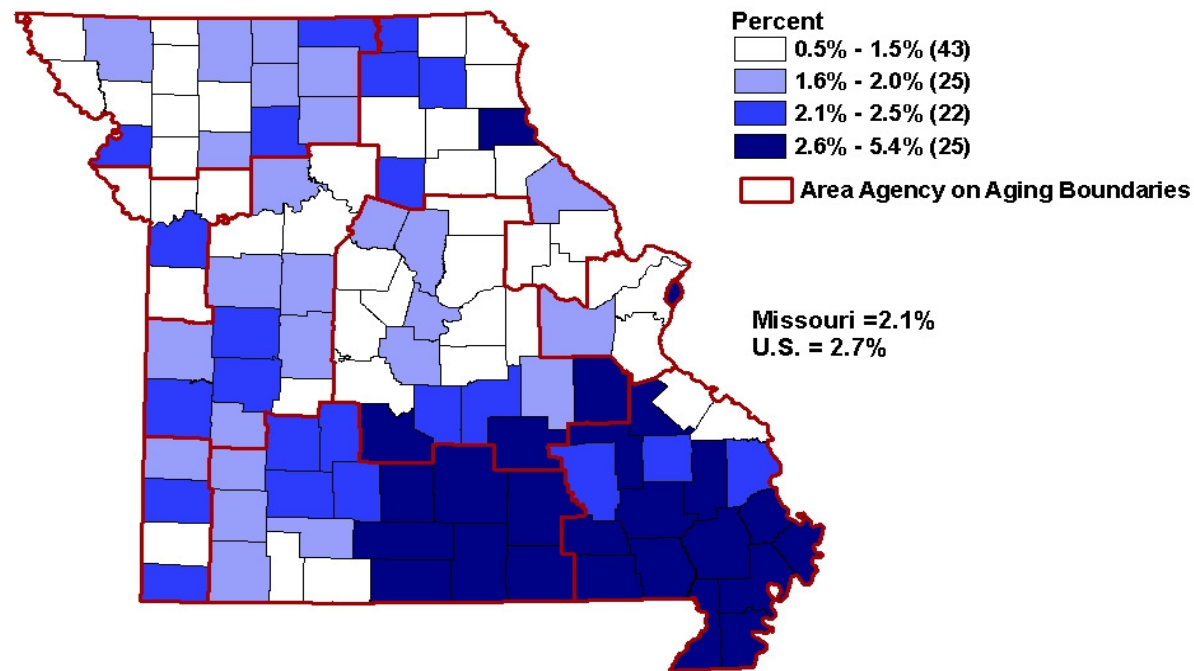 Percent
0.5% - 1.5% (43)
1.6% - 2.0% (25)
2.1% - 2.5% (22)
2.6% - 5.4% (25)
Area Agency on Aging Boundaries
Missouri =2.1%
U.S. = 2.7%